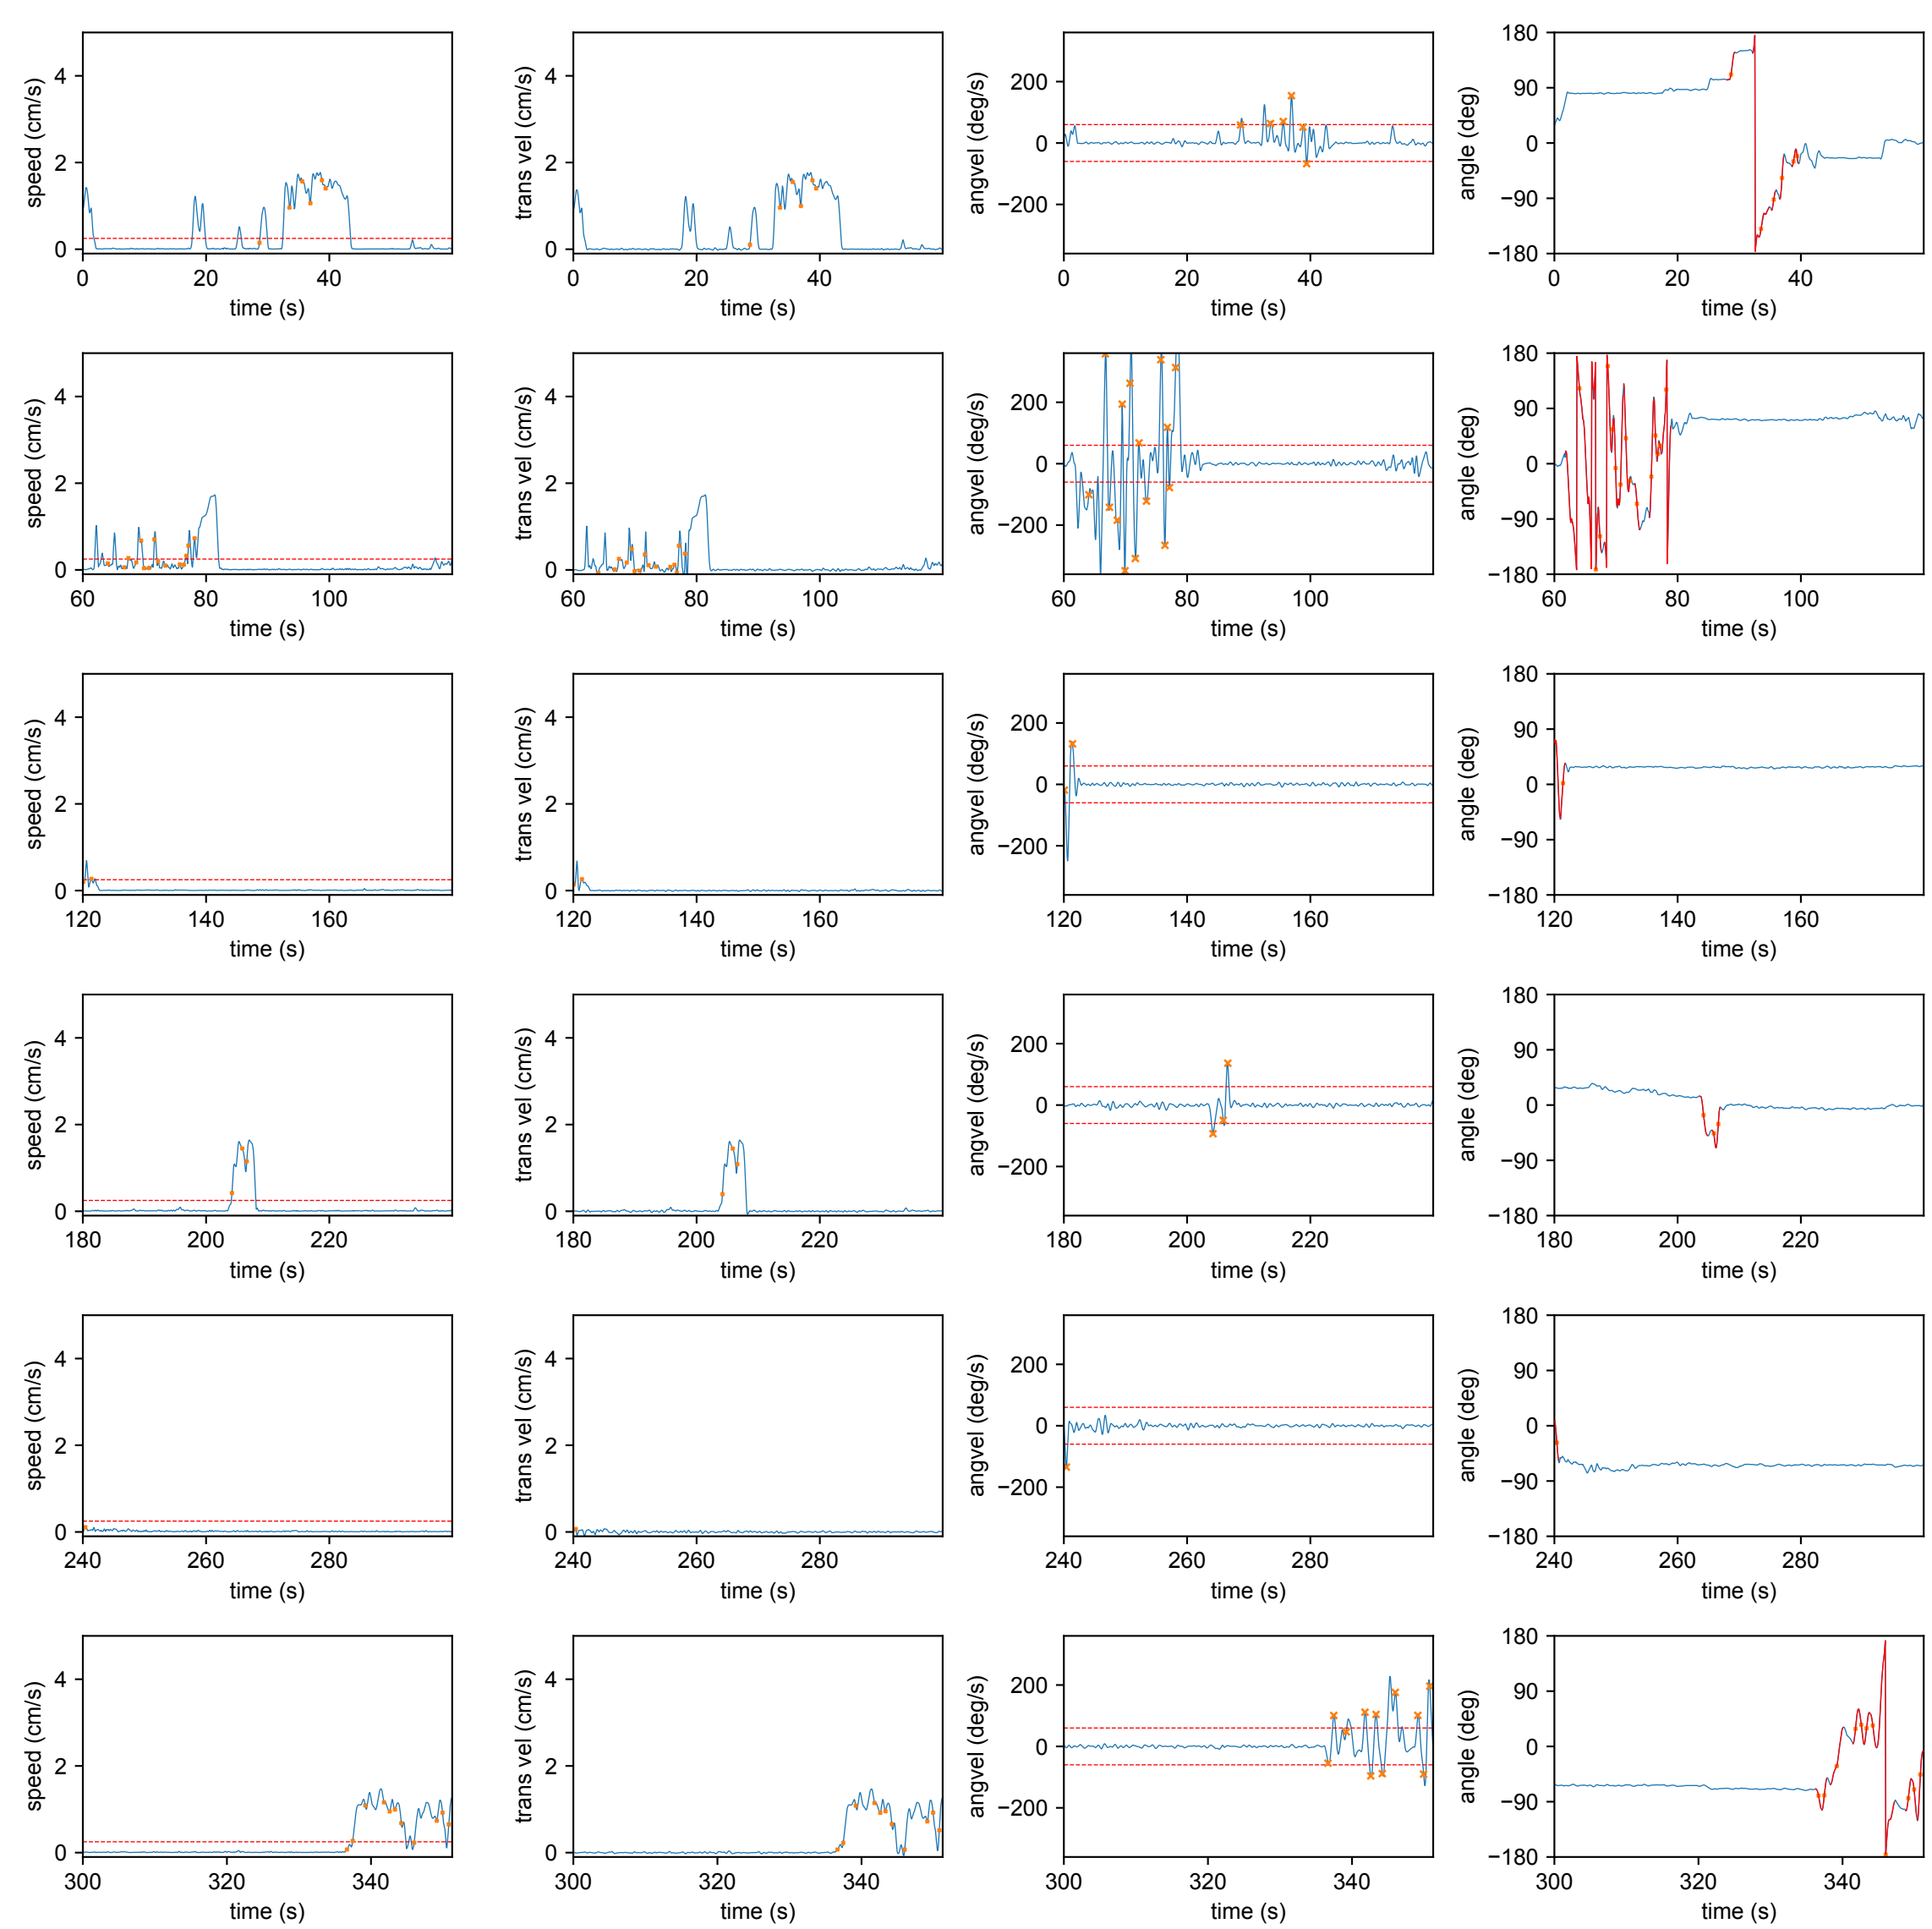 speed (cm/s) 4 2 0
0 20 40
time (s)
trans vel (cm/s) 4 2 0
0 20 40
time (s)
angvel (deg/s) 200 0 −200
0 20 40
time (s)
angle (deg) 180 90 0 −90 −180
0 20 40
time (s)
speed (cm/s) 4 2 0
60 80 100
time (s)
trans vel (cm/s) 4 2 0
60 80 100
time (s)
angvel (deg/s) 200 0 −200
60 80 100
time (s)
angle (deg) 180 90 0 −90 −180
60 80 100
time (s)
speed (cm/s) 4 2 0
120 140 160
time (s)
trans vel (cm/s) 4 2 0
120 140 160
time (s)
angvel (deg/s) 200 0 −200
120 140 160
time (s)
angle (deg) 180 90 0 −90 −180
120 140 160
time (s)
speed (cm/s) 4 2 0
180 200 220
time (s)
trans vel (cm/s) 4 2 0
180 200 220
time (s)
angvel (deg/s) 200 0 −200
180 200 220
time (s)
angle (deg) 180 90 0 −90 −180
180 200 220
time (s)
speed (cm/s) 4 2 0
240 260 280
time (s)
trans vel (cm/s) 4 2 0
240 260 280
time (s)
angvel (deg/s) 200 0 −200
240 260 280
time (s)
angle (deg) 180 90 0 −90 −180
240 260 280
time (s)
speed (cm/s) 4 2 0
300 320 340
time (s)
trans vel (cm/s) 4 2 0
300 320 340
time (s)
angvel (deg/s) 200 0 −200
300 320 340
time (s)
angle (deg) 180 90 0 −90 −180
300 320 340
time (s)